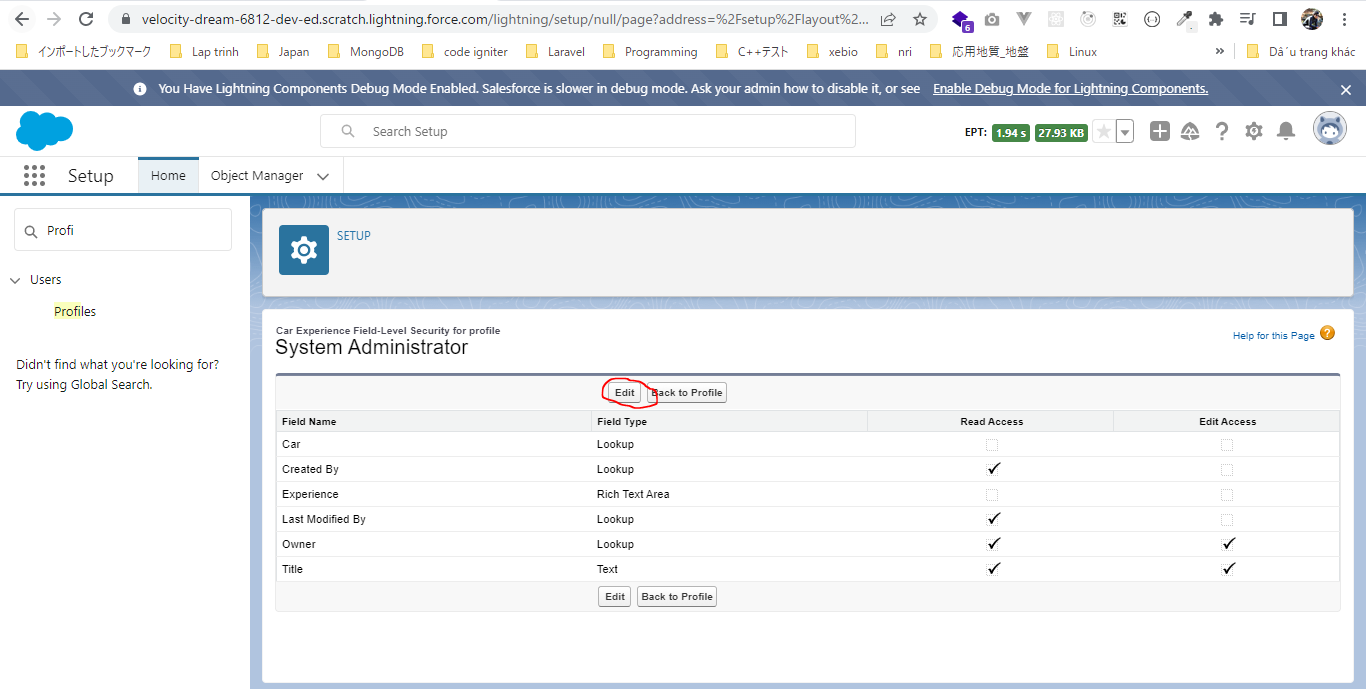 velocity-dream-6812-dev-ed.scratch.lightning.force.com/lightning/setup/null/page?address=%2Fsetup%2Flayout%2...
6
インポートしたブックマーク Lap trinh Japan MongoDB code igniter Laravel Programming C++テスト xebio nri 応用地質_地盤 Linux » Dấu trang khác
You Have Lightning Components Debug Mode Enabled. Salesforce is slower in debug mode. Ask your admin how to disable it, or see Enable Debug Mode for Lightning Components.
Search Setup
EPT: 1.94 s 27.93 KB
Setup Home Object Manager
Profi
Users
Profiles
Didn't find what you're looking for?
Try using Global Search.
SETUP
Car Experience Field-Level Security for profile
System Administrator
Help for this Page ?
Edit Back to Profile
Field Name Field Type Read Access Edit Access
Car Lookup
Created By Lookup
Experience Rich Text Area
Last Modified By Lookup
Owner Lookup
Title Text
Edit Back to Profile